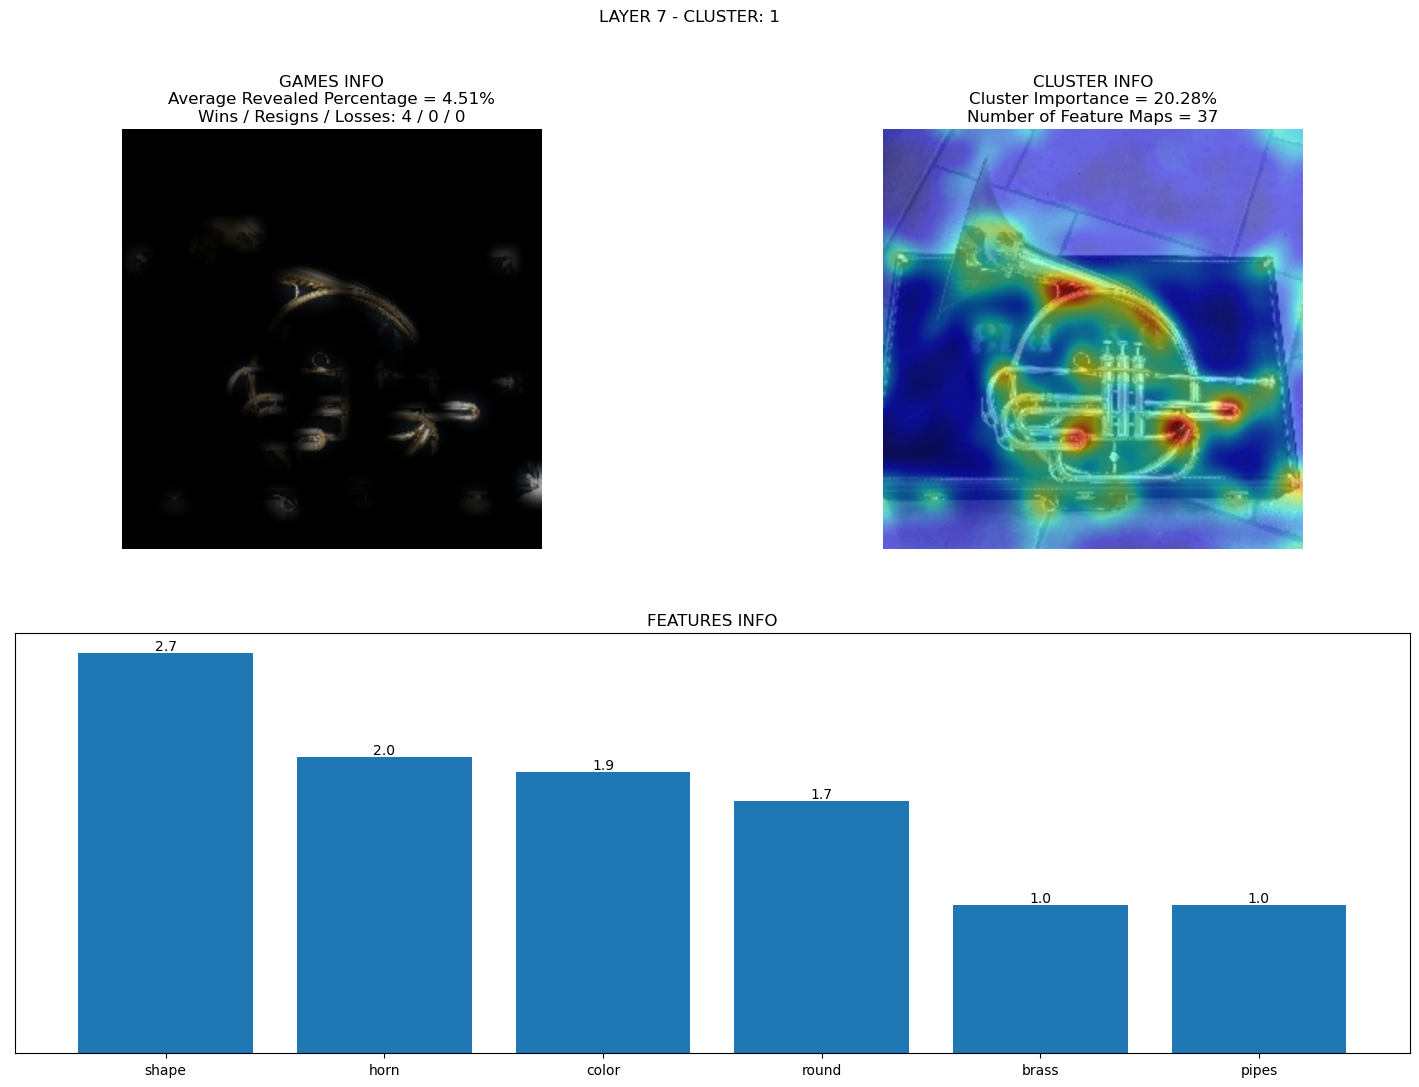 LAYER 7 - CLUSTER: 1
GAMES INFO
Average Revealed Percentage = 4.51%
Wins / Resigns / Losses: 4 / 0 / 0
CLUSTER INFO
Cluster Importance = 20.28%
Number of Feature Maps = 37
FEATURES INFO
2.7
2.0
1.9
1.7
1.0
1.0
shape
horn
color
round
brass
pipes